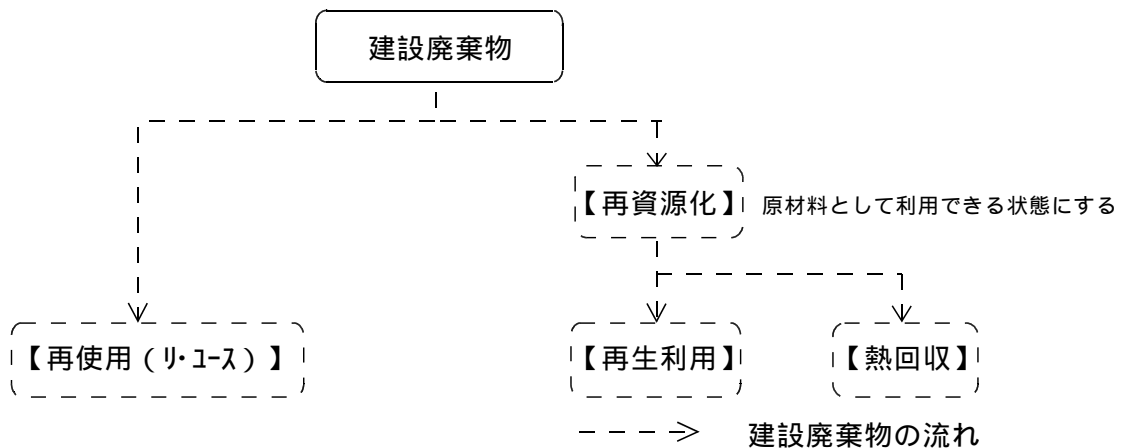 建設廃棄物
【再資源化】 原材料として利用できる状態にする
【再使用（ﾘ･ﾕｰｽ）】 【再生利用】 【熱回収】
建設廃棄物の流れ